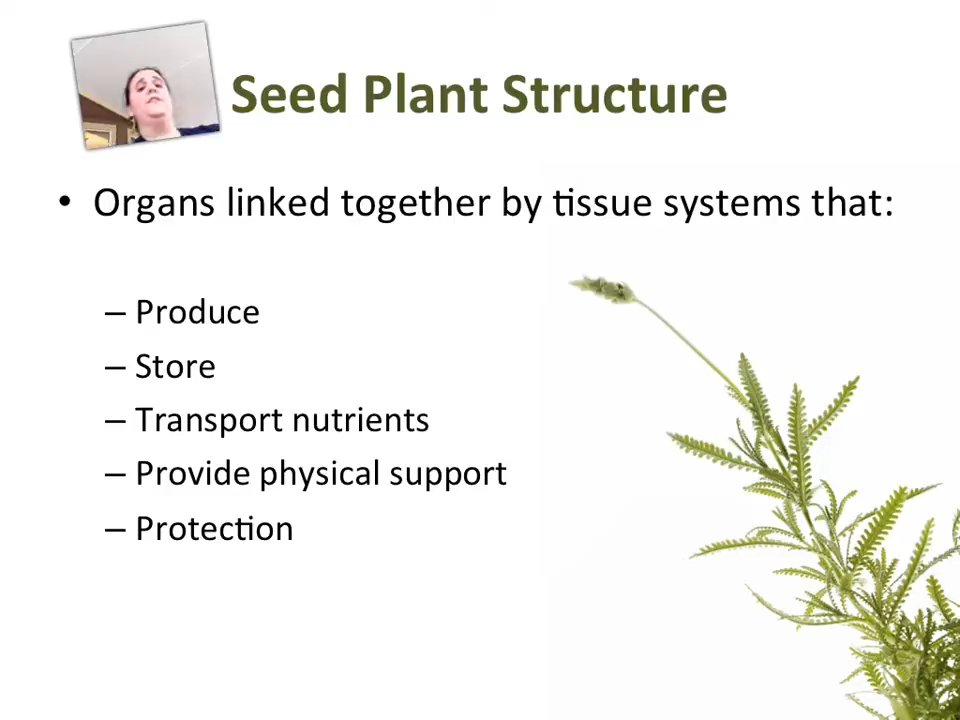 Seed Plant Structure
• Organs linked together by tissue systems that:
– Produce
– Store
– Transport nutrients
– Provide physical support
– Protection